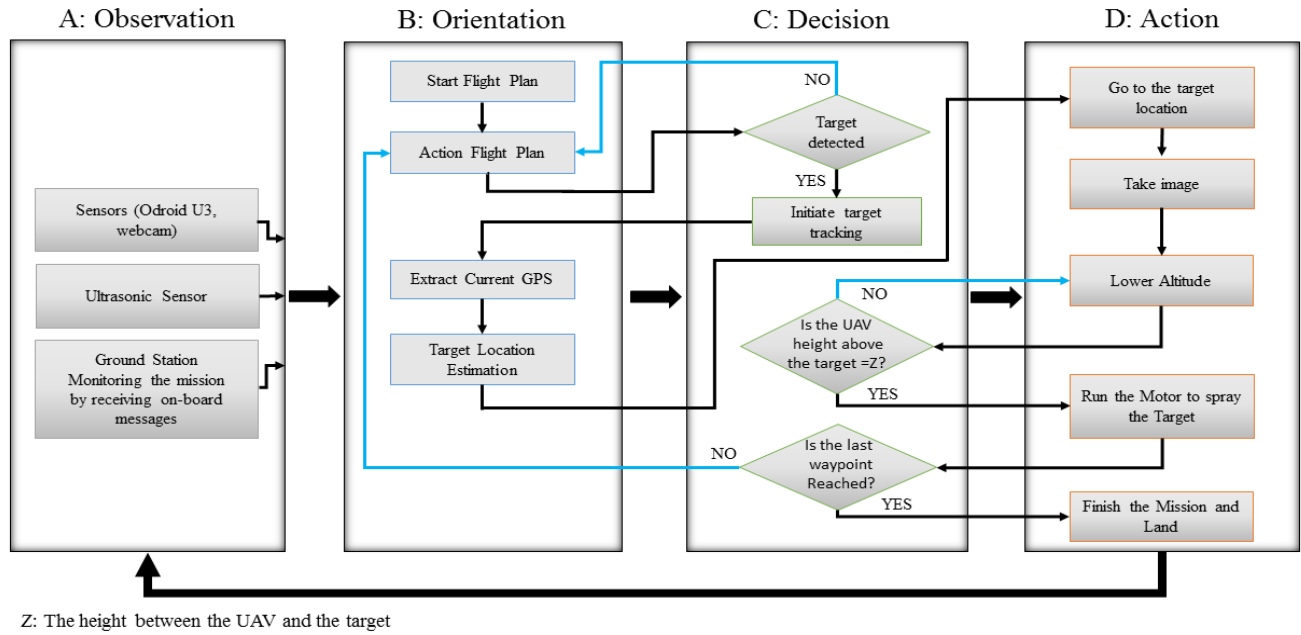 A: Observation
Sensors (Odroid U3,
webcam)
Ultrasonic Sensor
Ground Station
Monitoring the mission
by receiving on-board
messages
B: Orientation
Start Flight Plan
Action Flight Plan
Extract Current GPS
Target Location
Estimation
C: Decision
NO
Target
detected
YES
Initiate target
tracking
NO
Is the UAV
height above
the target =Z?
YES
NO
Is the last
waypoint
Reached?
YES
D: Action
Go to the target
location
Take image
Lower Altitude
Run the Motor to spray
the Target
Finish the Mission and
Land
Z: The height between the UAV and the target